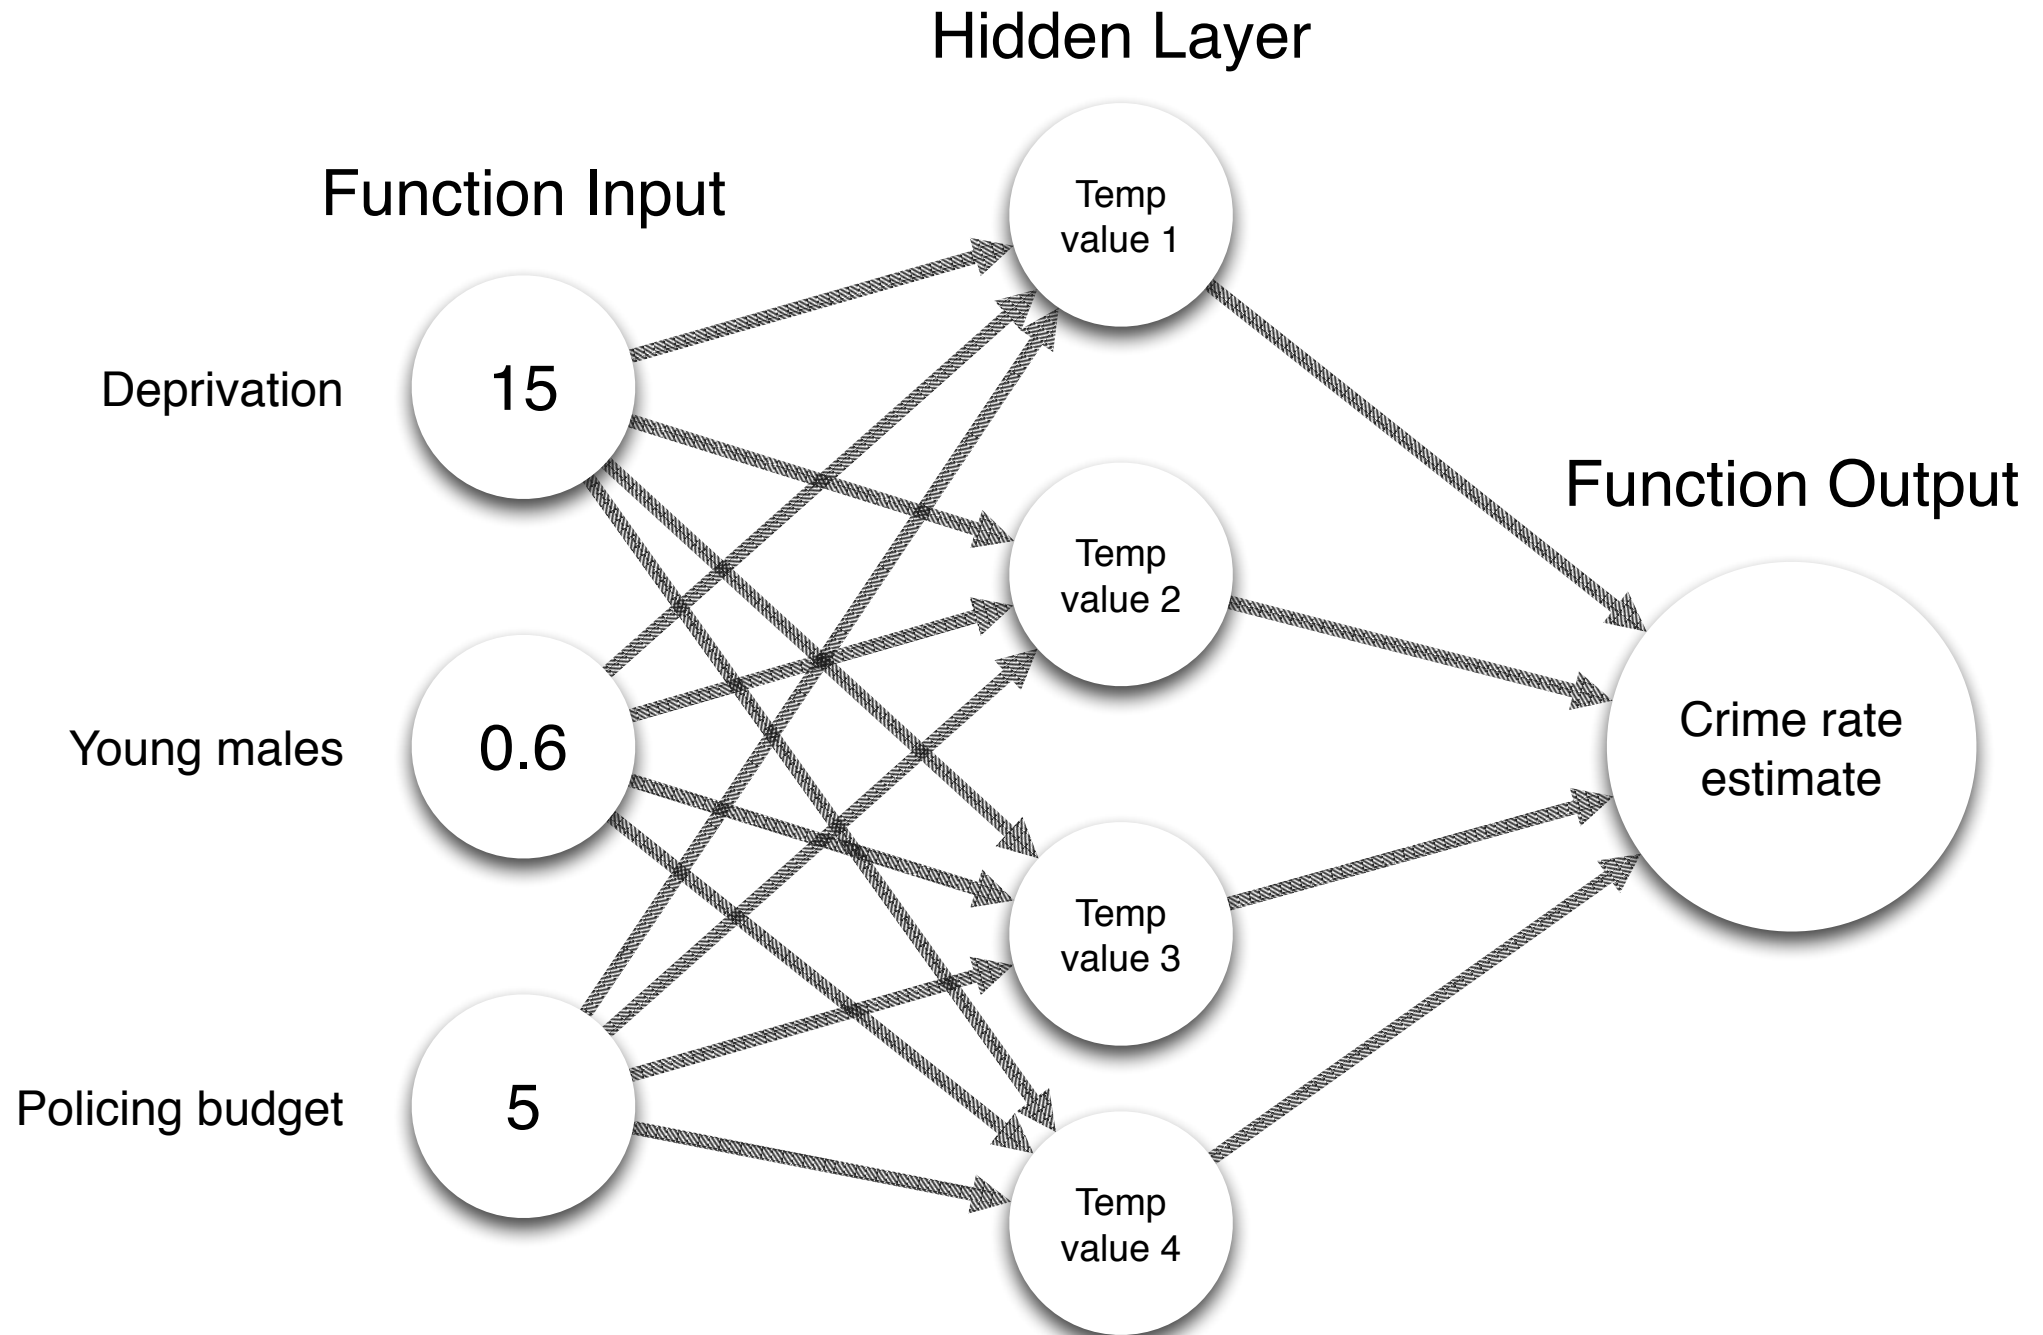 Hidden Layer
Function Input
Temp
value 1
Deprivation
15
Function Output
Temp
value 2
Young males
0.6
Crime rate
estimate
Temp
value 3
Policing budget
5
Temp
value 4